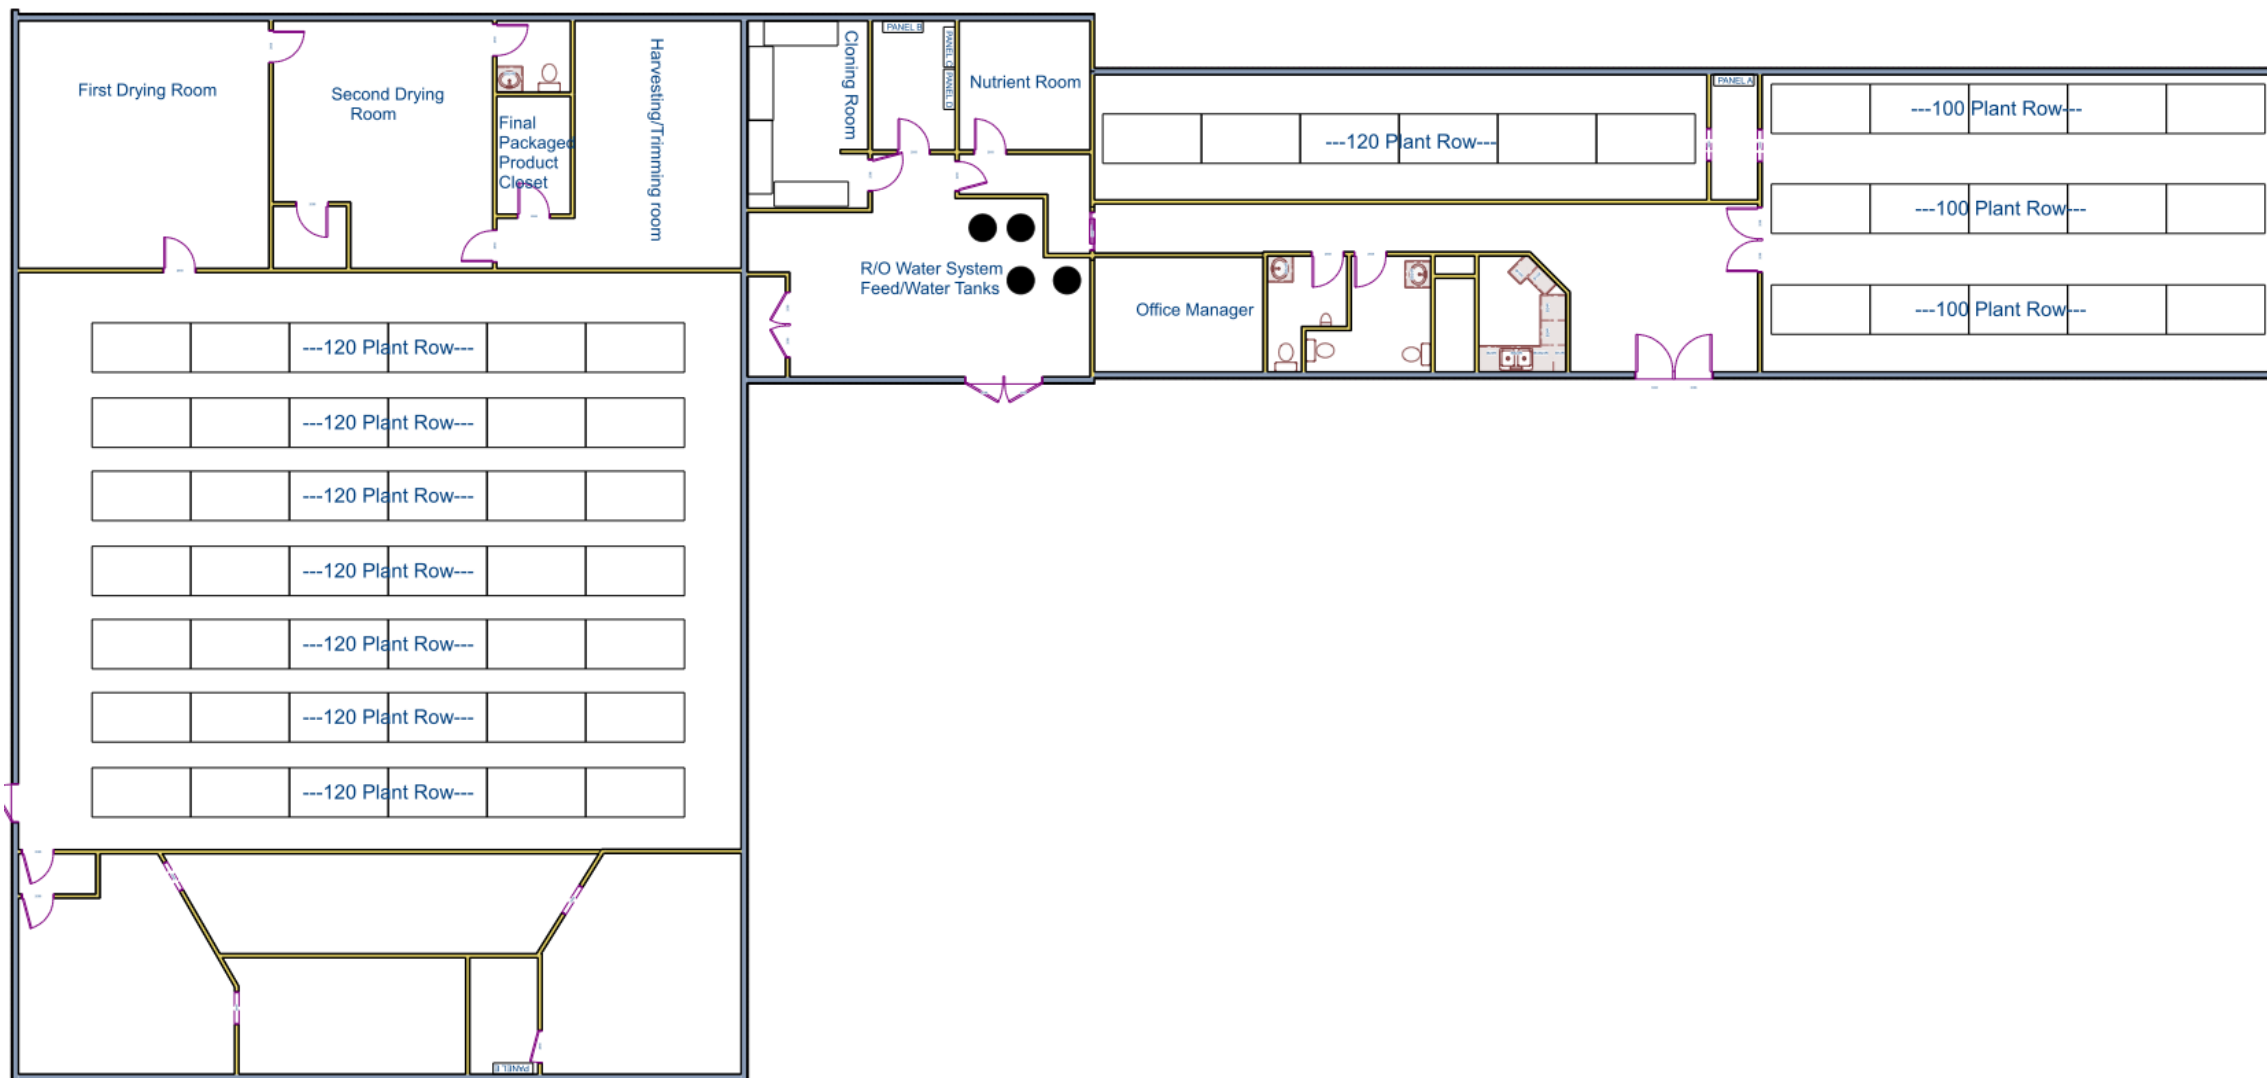 First Drying Room
Second Drying
Room
Final
Packaged
Product
Closet
Harvesting/Trimming room
Cloning Room
PANEL B
PANEL C
PANEL D
Nutrient Room
---120 Plant Row---
PANEL A
---100 Plant Row---
---100 Plant Row---
---100 Plant Row---
R/O Water System
Feed/Water Tanks
Office Manager
---120 Plant Row---
---120 Plant Row---
---120 Plant Row---
---120 Plant Row---
---120 Plant Row---
---120 Plant Row---
---120 Plant Row---
PANEL E